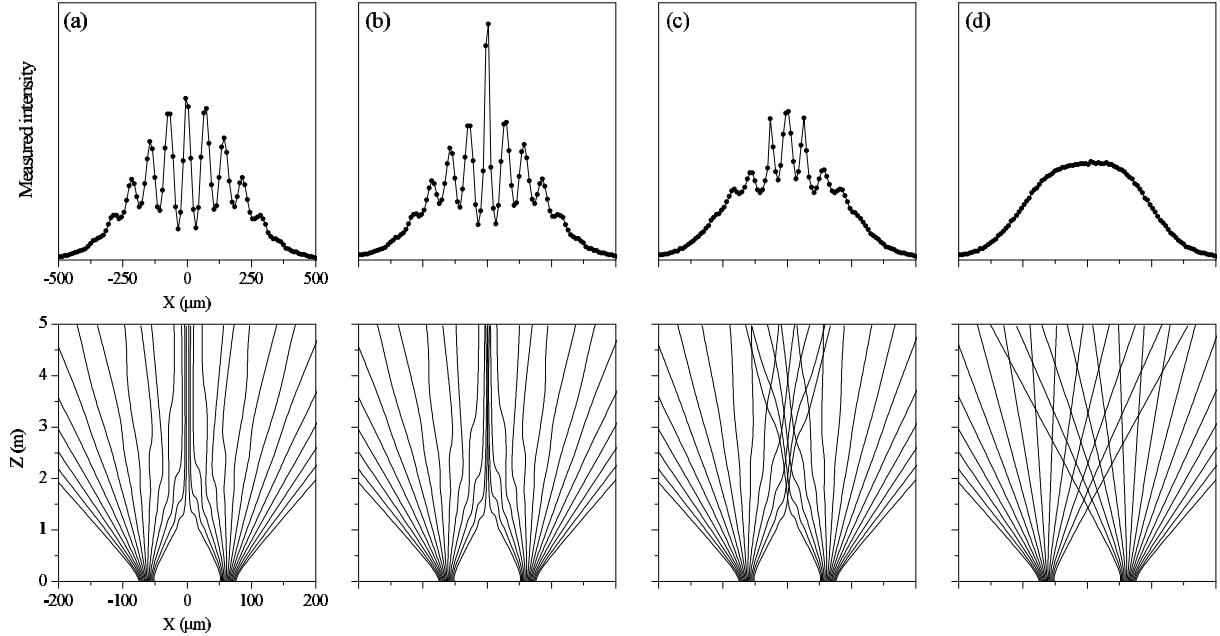 (a)
(b)
(c)
(d)
Measured intensity
-500 -250 0 250 500
X (μm)
5
4
3
2
1
0
Z (m)
-200 -100 0 100 200
X (μm)